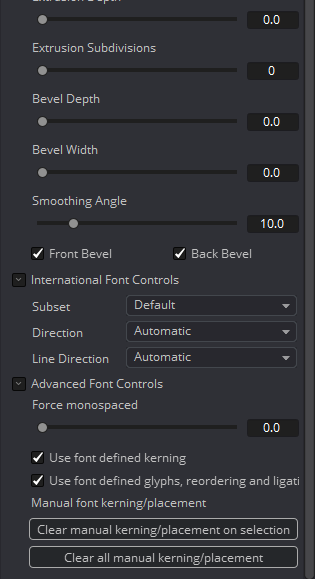 Extrusion Depth
0.0
Extrusion Subdivisions
0
Bevel Depth
0.0
Bevel Width
0.0
Smoothing Angle
10.0
Front Bevel Back Bevel
International Font Controls
Subset Default
Direction Automatic
Line Direction Automatic
Advanced Font Controls
Force monospaced
0.0
Use font defined kerning
Use font defined glyphs, reordering and ligati
Manual font kerning/placement
Clear manual kerning/placement on selection
Clear all manual kerning/placement